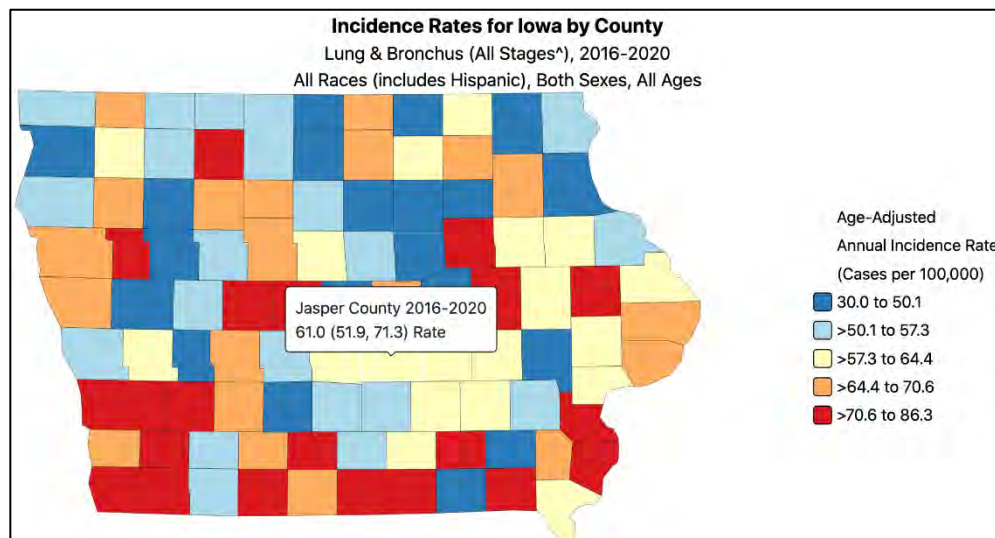 Incidence Rates for Iowa by County
Lung & Bronchus (All Stages^), 2016-2020
All Races (includes Hispanic), Both Sexes, All Ages
Jasper County 2016-2020
61.0 (51.9, 71.3) Rate
Age-Adjusted
Annual Incidence Rate
(Cases per 100,000)
30.0 to 50.1
>50.1 to 57.3
>57.3 to 64.4
>64.4 to 70.6
>70.6 to 86.3